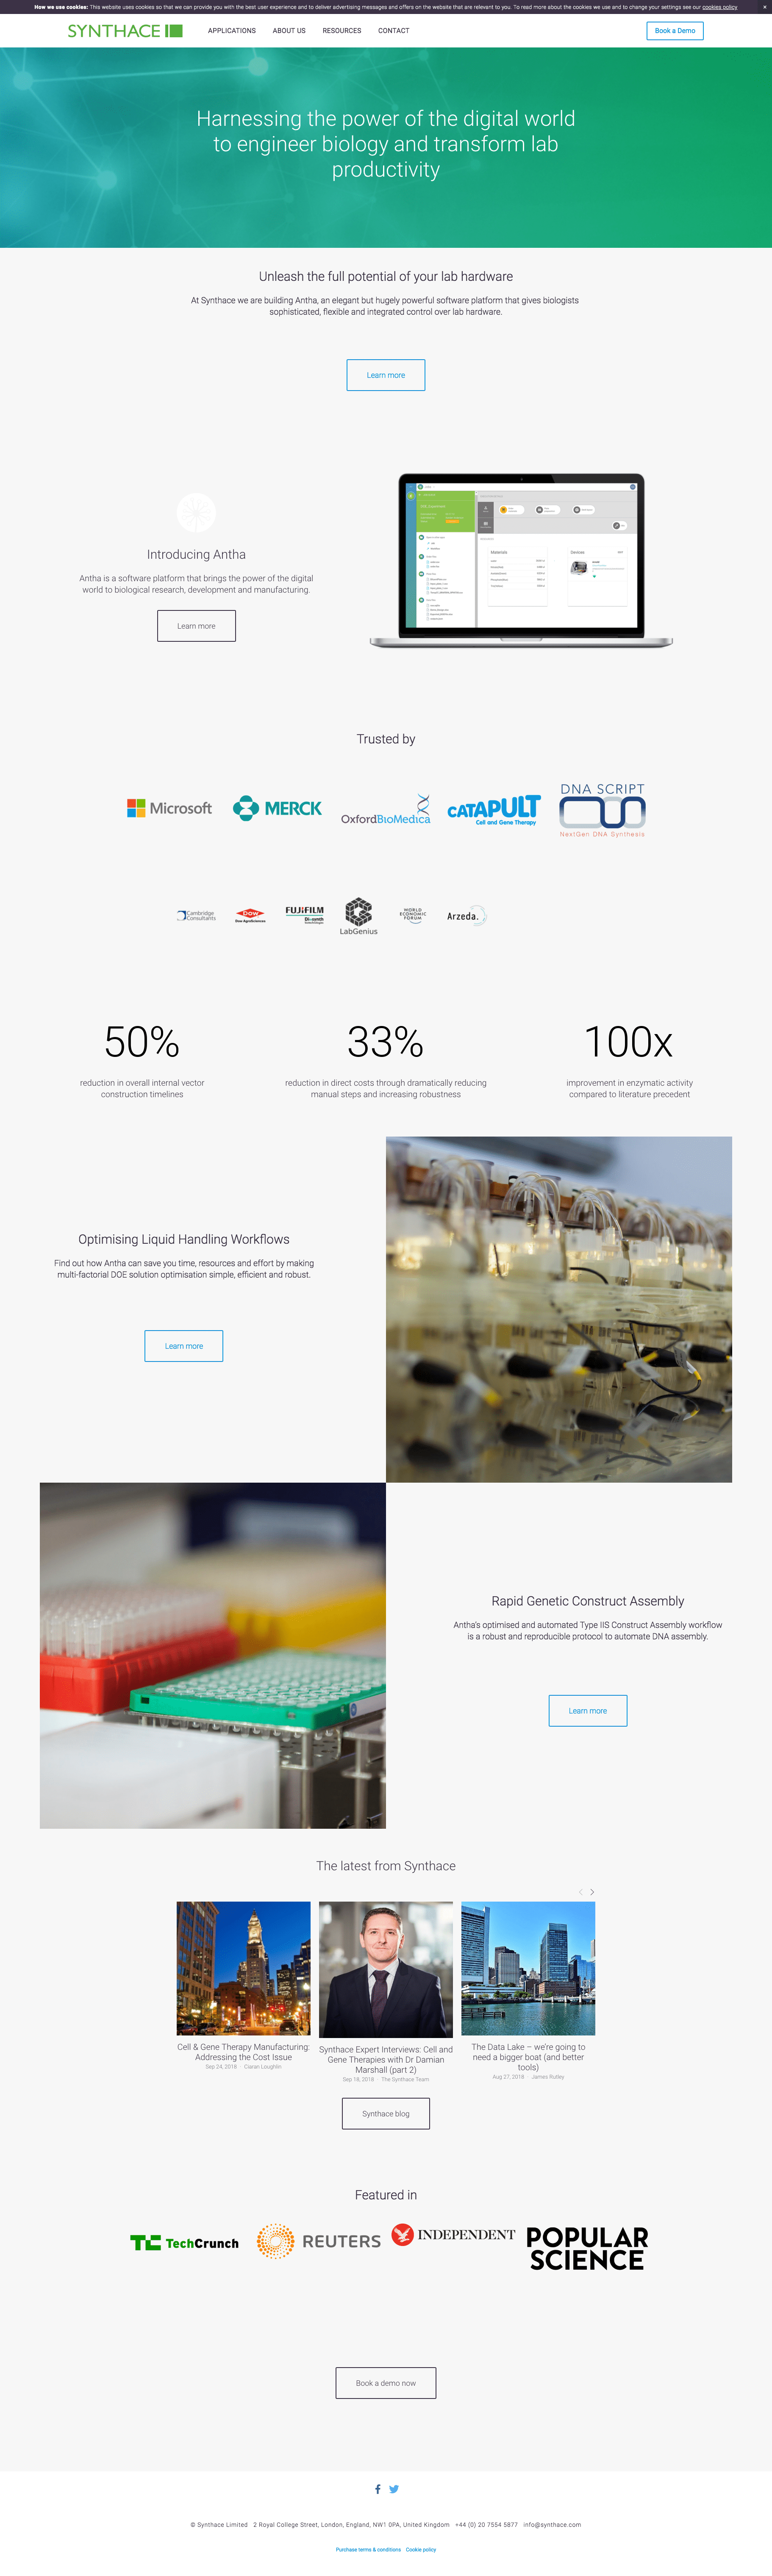 How we use cookies: This website uses cookies so that we can provide you with the best user experience and to deliver advertising messages and offers on the website that are relevant to you. To read more about the cookies we use and to change your settings see our cookies policy ×
SYNTHACE
APPLICATIONS ABOUT US RESOURCES CONTACT
Book a Demo
Harnessing the power of the digital world
to engineer biology and transform lab
productivity
Unleash the full potential of your lab hardware
At Synthace we are building Antha, an elegant but hugely powerful software platform that gives biologists
sophisticated, flexible and integrated control over lab hardware.
Learn more
Introducing Antha
Antha is a software platform that brings the power of the digital
world to biological research, development and manufacturing.
Learn more
Materials
Devices
Trusted by
Microsoft
MERCK
OxfordBioMedica
CATAPULT
Cell and Gene Therapy
DNA SCRIPT
NextGen DNA Synthesis
Cambridge
Consultants
Dow
Dow AgroSciences
FUJIFILM
Diosynth
LabGenius
WORLD
ECONOMIC
FORUM
Arzeda.
50%
reduction in overall internal vector
construction timelines
33%
reduction in direct costs through dramatically reducing
manual steps and increasing robustness
100x
improvement in enzymatic activity
compared to literature precedent
Optimising Liquid Handling Workflows
Find out how Antha can save you time, resources and effort by making
multi-factorial DOE solution optimisation simple, efficient and robust.
Learn more
Rapid Genetic Construct Assembly
Antha's optimised and automated Type IIS Construct Assembly workflow
is a robust and reproducible protocol to automate DNA assembly.
Learn more
The latest from Synthace
Cell & Gene Therapy Manufacturing:
Addressing the Cost Issue
Sep 24, 2018 · Ciaran Loughlin
Synthace Expert Interviews: Cell and
Gene Therapies with Dr Damian
Marshall (part 2)
Sep 18, 2018 · The Synthace Team
The Data Lake – we're going to
need a bigger boat (and better
tools)
Aug 27, 2018 · James Rutley
Synthace blog
Featured in
TC TechCrunch
REUTERS
INDEPENDENT
POPULAR
SCIENCE
Book a demo now
© Synthace Limited 2 Royal College Street, London, England, NW1 0PA, United Kingdom +44 (0) 20 7554 5877 info@synthace.com
Purchase terms & conditions Cookie policy